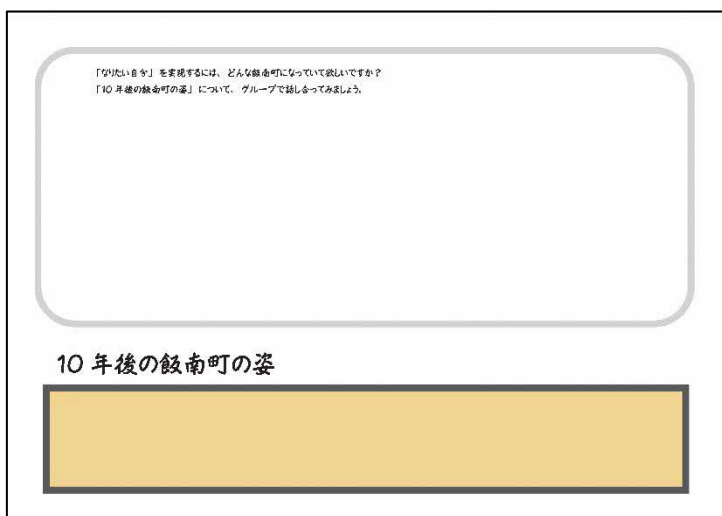 「なりたい自分」を実現するには、どんな飯南町になっていて欲しいですか？
「10年後の飯南町の姿」について、グループで話し合ってみましょう。
10年後の飯南町の姿